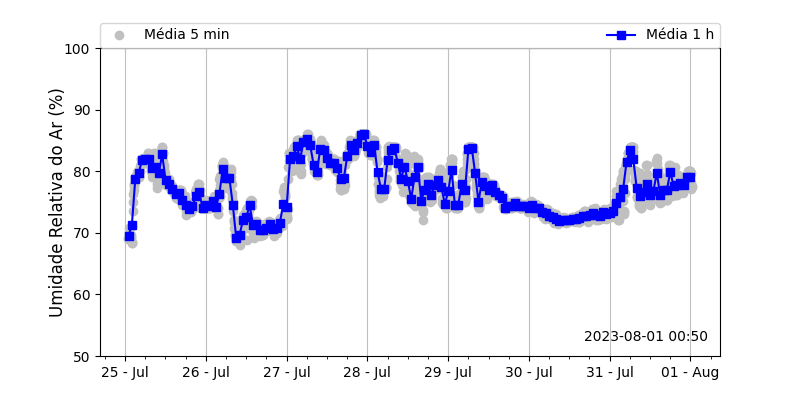 Média 5 min Média 1 h
100
90
80
70
60
50
Umidade Relativa do Ar (%)
2023-08-01 00:50
25 - Jul 26 - Jul 27 - Jul 28 - Jul 29 - Jul 30 - Jul 31 - Jul 01 - Aug